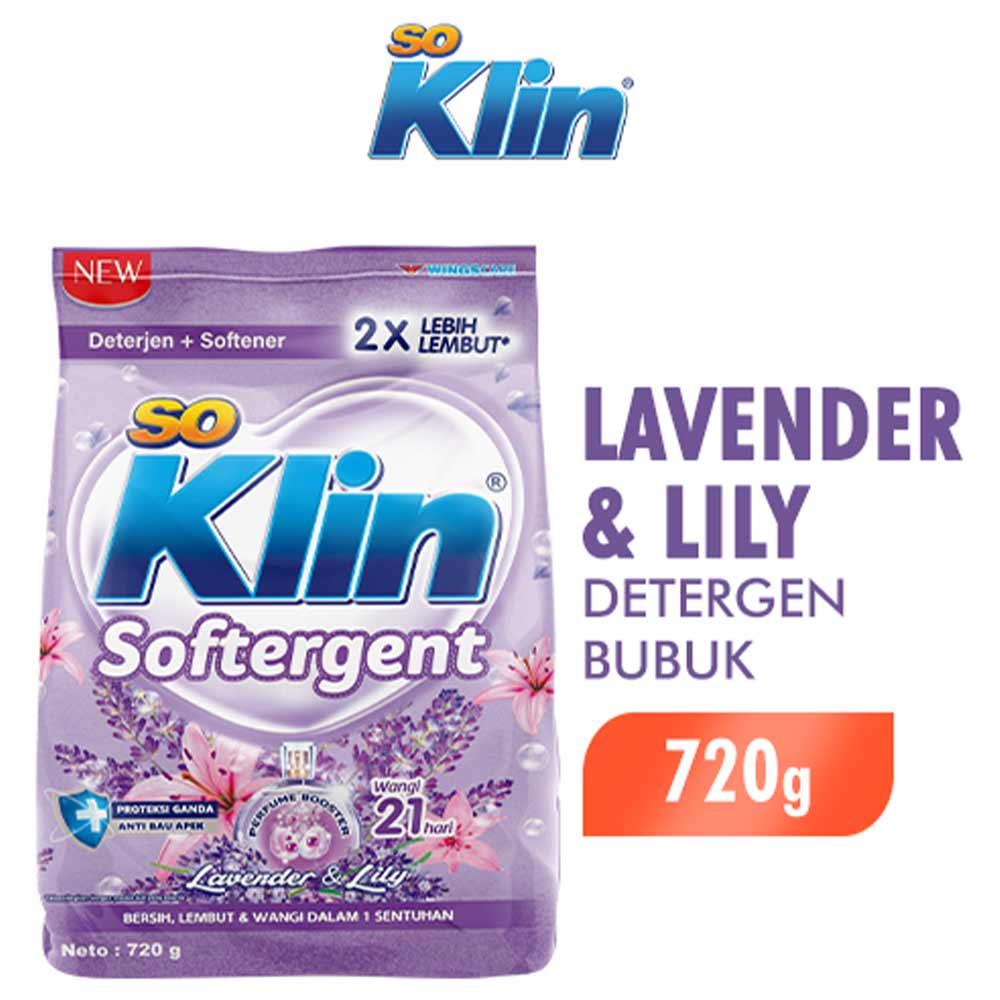 SO
Klin®
NEW
WINGSCARE
Deterjen + Softener
2X LEBIH
LEMBUT*
SO
Klin®
Softergent
PROTEKSI GANDA
ANTI BAU APEK
PERFUME BOOSTER
Wangi
21 hari
Lavender & Lily
BERSIH, LEMBUT & WANGI DALAM 1 SENTUHAN
Neto : 720 g
LAVENDER
& LILY
DETERGEN
BUBUK
720g